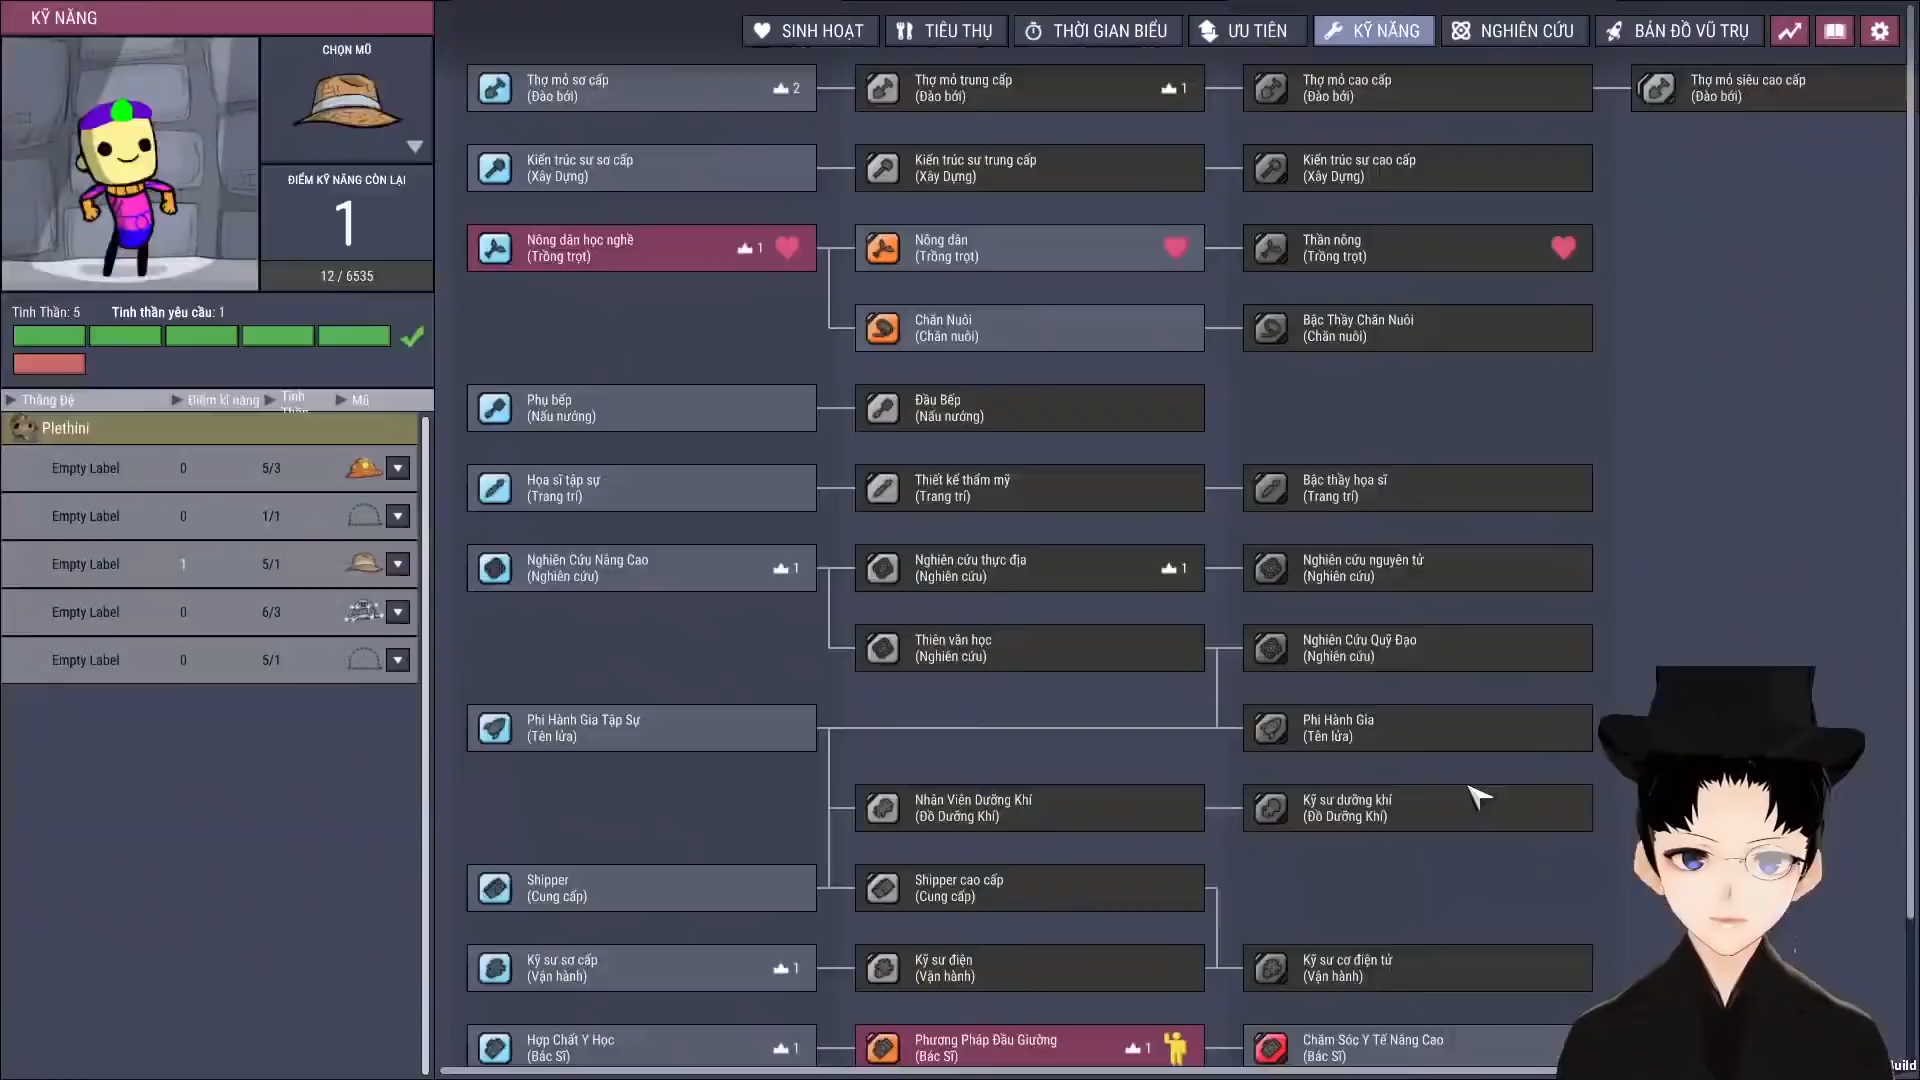 KỸ NĂNG
SINH HOẠT
TIÊU THỤ
THỜI GIAN BIỂU
ƯU TIÊN
KỸ NĂNG
NGHIÊN CỨU
BẢN ĐỒ VŨ TRỤ
CHỌN MŨ
ĐIỂM KỸ NĂNG CÒN LẠI
1
12 / 6535
Tinh Thần: 5
Tinh thần yêu cầu: 1
Thằng Đệ
Điểm kĩ năng
Tinh
Thần
Mũ
Plethini
Empty Label 0 5/3
Empty Label 0 1/1
Empty Label 1 5/1
Empty Label 0 6/3
Empty Label 0 5/1
Thợ mỏ sơ cấp
(Đào bới)
2
Thợ mỏ trung cấp
(Đào bới)
1
Thợ mỏ cao cấp
(Đào bới)
Thợ mỏ siêu cao cấp
(Đào bới)
Kiến trúc sư sơ cấp
(Xây Dựng)
Kiến trúc sư trung cấp
(Xây Dựng)
Kiến trúc sư cao cấp
(Xây Dựng)
Nông dân học nghề
(Trồng trọt)
1
Nông dân
(Trồng trọt)
Thần nông
(Trồng trọt)
Chăn Nuôi
(Chăn nuôi)
Bậc Thầy Chăn Nuôi
(Chăn nuôi)
Phụ bếp
(Nấu nướng)
Đầu Bếp
(Nấu nướng)
Họa sĩ tập sự
(Trang trí)
Thiết kế thẩm mỹ
(Trang trí)
Bậc thầy họa sĩ
(Trang trí)
Nghiên Cứu Nâng Cao
(Nghiên cứu)
1
Nghiên cứu thực địa
(Nghiên cứu)
1
Nghiên cứu nguyên tử
(Nghiên cứu)
Thiên văn học
(Nghiên cứu)
Nghiên Cứu Quỹ Đạo
(Nghiên cứu)
Phi Hành Gia Tập Sự
(Tên lửa)
Phi Hành Gia
(Tên lửa)
Nhân Viên Dưỡng Khí
(Đồ Dưỡng Khí)
Kỹ sư dưỡng khí
(Đồ Dưỡng Khí)
Shipper
(Cung cấp)
Shipper cao cấp
(Cung cấp)
Kỹ sư sơ cấp
(Vận hành)
1
Kỹ sư điện
(Vận hành)
Kỹ sư cơ điện tử
(Vận hành)
Hợp Chất Y Học
(Bác Sĩ)
1
Phương Pháp Đầu Giường
(Bác Sĩ)
1
Chăm Sóc Y Tế Nâng Cao
(Bác Sĩ)